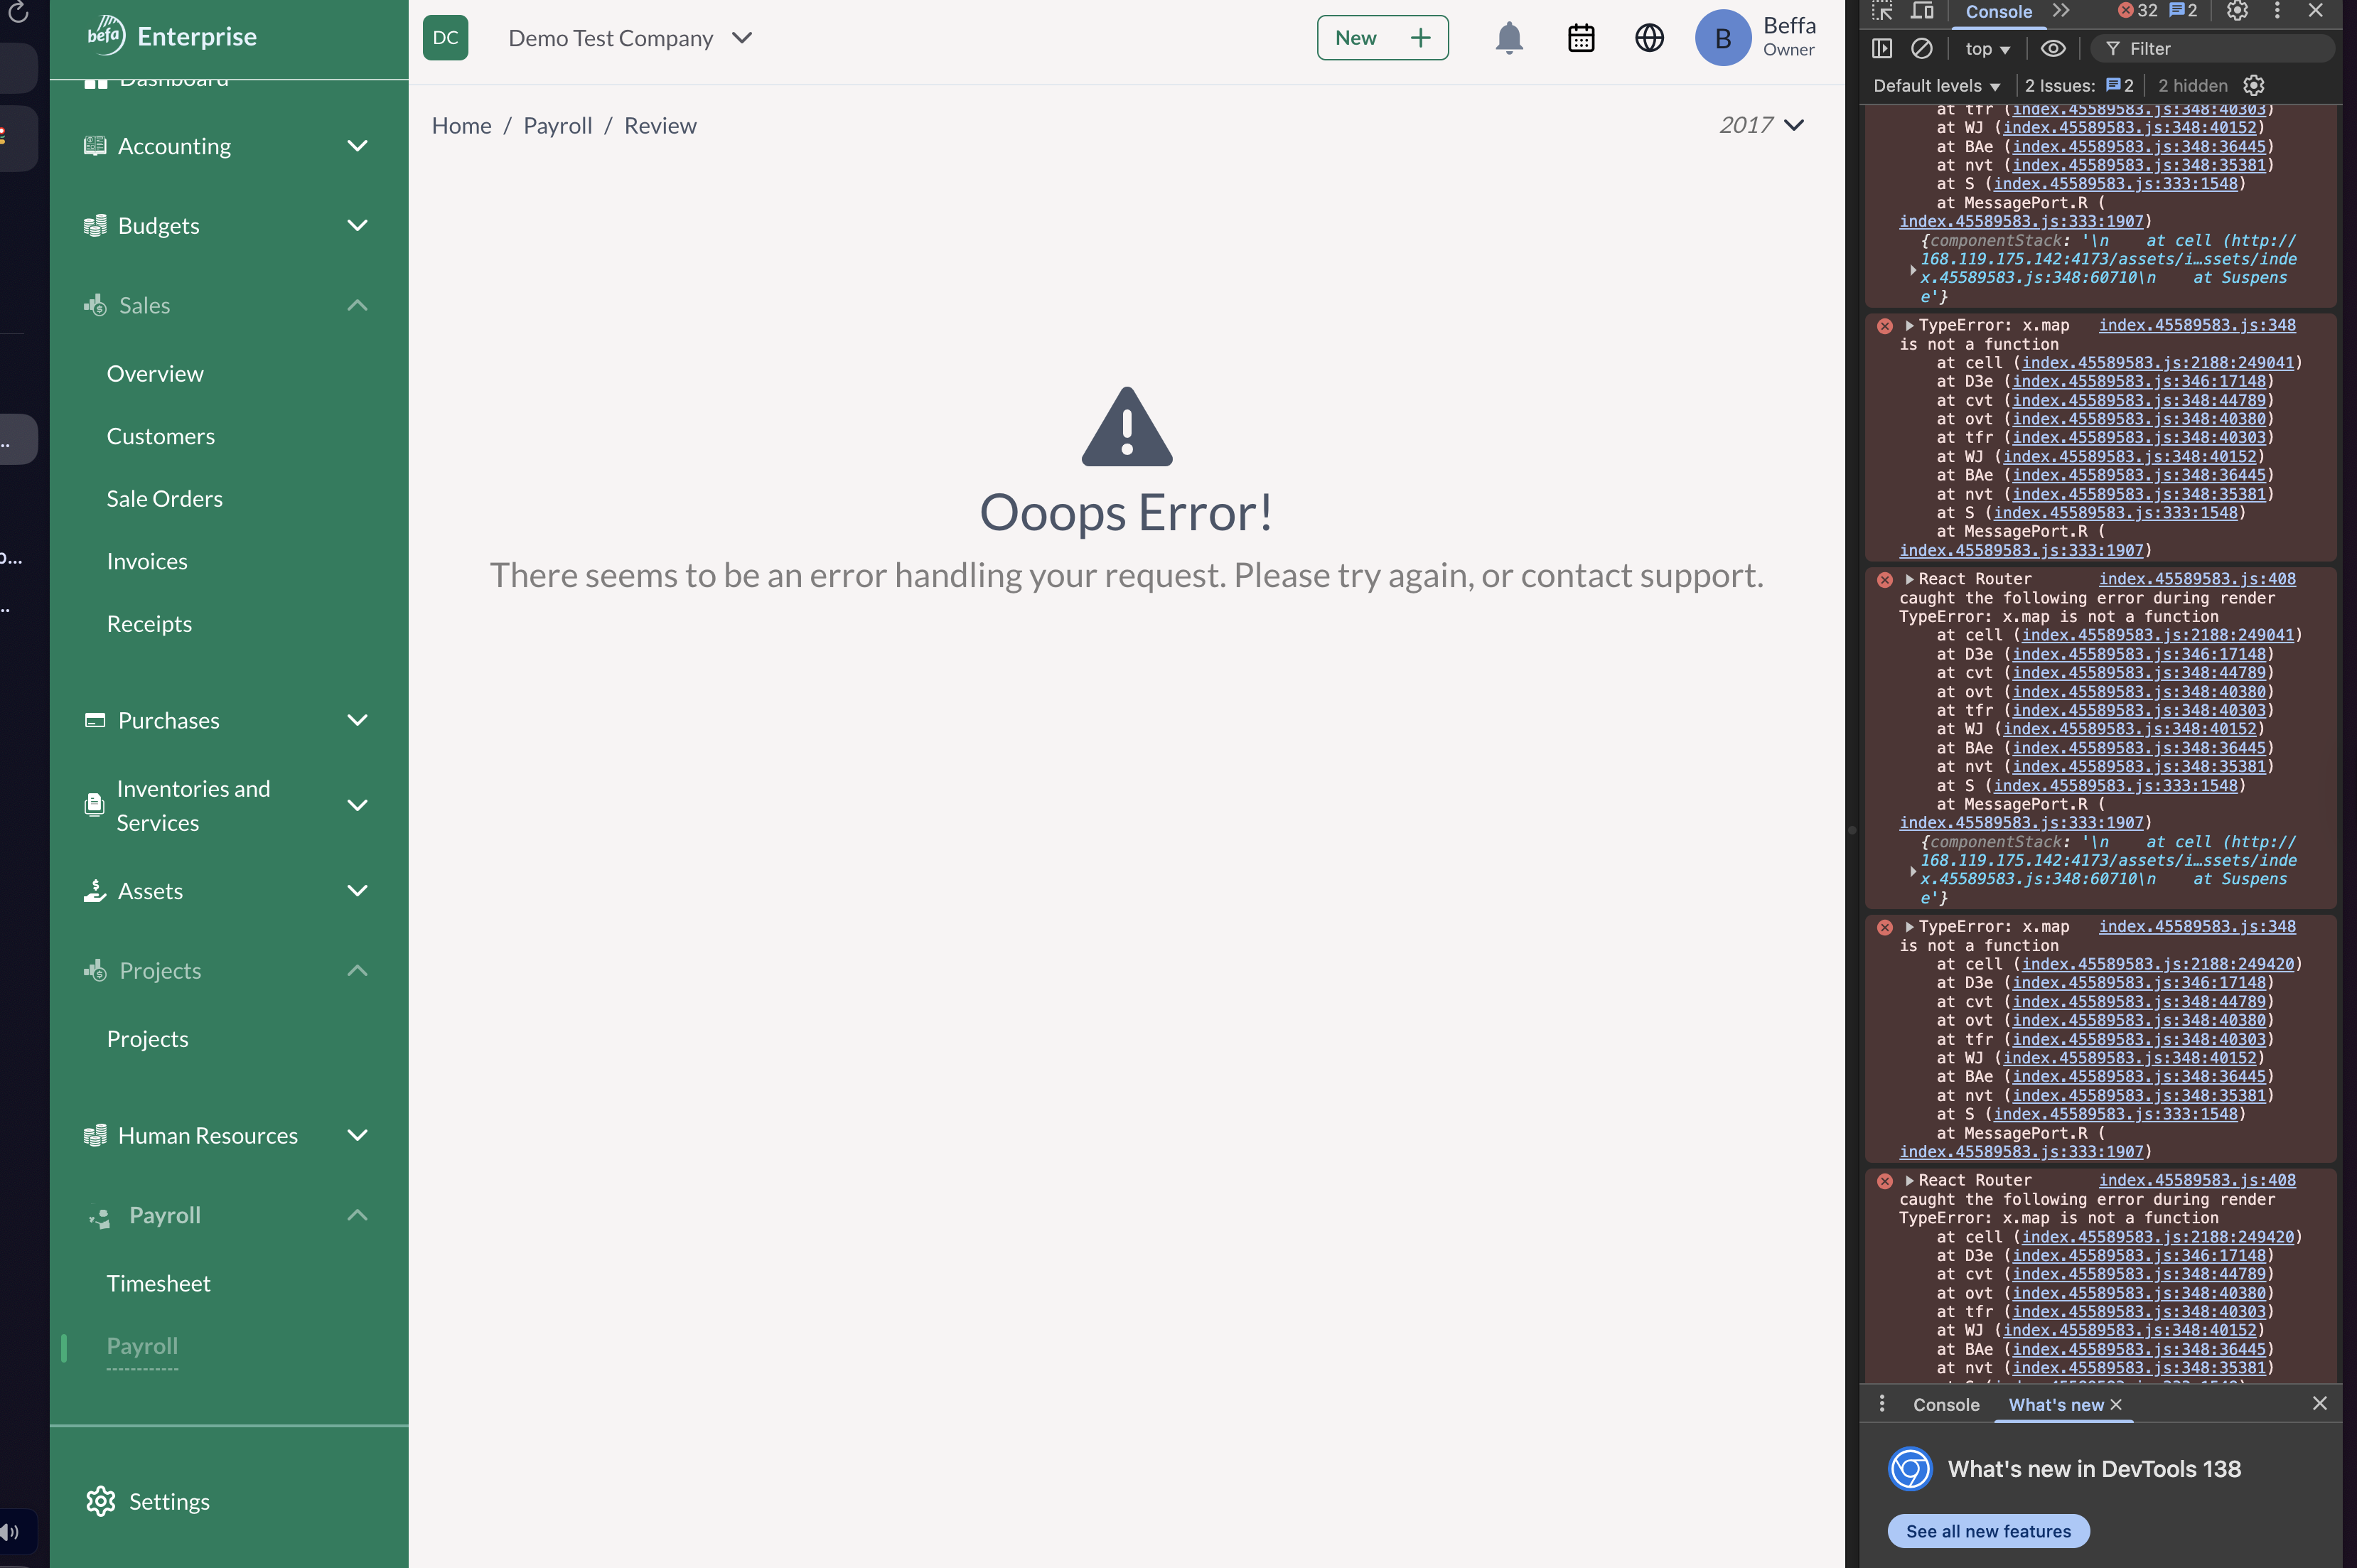 befa Enterprise
Dashboard
Accounting
Budgets
Sales
Overview
Customers
Sale Orders
Invoices
Receipts
Purchases
Inventories and
Services
Assets
Projects
Projects
Human Resources
Payroll
Timesheet
Payroll
Settings
DC Demo Test Company
New +
B
Beffa
Owner
Home / Payroll / Review
2017
Ooops Error!
There seems to be an error handling your request. Please try again, or contact support.
Console 32 2
top Filter
Default levels 2 Issues: 2 2 hidden
at tfr (index.45589583.js:348:40303)
at WJ (index.45589583.js:348:40152)
at BAe (index.45589583.js:348:36445)
at nvt (index.45589583.js:348:35381)
at S (index.45589583.js:333:1548)
at MessagePort.R (
index.45589583.js:333:1907)
{componentStack: '\n    at cell (http://
168.119.175.142:4173/assets/i…ssets/inde
x.45589583.js:348:60710\n    at Suspens
e'}
TypeError: x.map index.45589583.js:348
is not a function
at cell (index.45589583.js:2188:249041)
at D3e (index.45589583.js:346:17148)
at cvt (index.45589583.js:348:44789)
at ovt (index.45589583.js:348:40380)
at tfr (index.45589583.js:348:40303)
at WJ (index.45589583.js:348:40152)
at BAe (index.45589583.js:348:36445)
at nvt (index.45589583.js:348:35381)
at S (index.45589583.js:333:1548)
at MessagePort.R (
index.45589583.js:333:1907)
React Router index.45589583.js:408
caught the following error during render
TypeError: x.map is not a function
at cell (index.45589583.js:2188:249041)
at D3e (index.45589583.js:346:17148)
at cvt (index.45589583.js:348:44789)
at ovt (index.45589583.js:348:40380)
at tfr (index.45589583.js:348:40303)
at WJ (index.45589583.js:348:40152)
at BAe (index.45589583.js:348:36445)
at nvt (index.45589583.js:348:35381)
at S (index.45589583.js:333:1548)
at MessagePort.R (
index.45589583.js:333:1907)
{componentStack: '\n    at cell (http://
168.119.175.142:4173/assets/i…ssets/inde
x.45589583.js:348:60710\n    at Suspens
e'}
TypeError: x.map index.45589583.js:348
is not a function
at cell (index.45589583.js:2188:249420)
at D3e (index.45589583.js:346:17148)
at cvt (index.45589583.js:348:44789)
at ovt (index.45589583.js:348:40380)
at tfr (index.45589583.js:348:40303)
at WJ (index.45589583.js:348:40152)
at BAe (index.45589583.js:348:36445)
at nvt (index.45589583.js:348:35381)
at S (index.45589583.js:333:1548)
at MessagePort.R (
index.45589583.js:333:1907)
React Router index.45589583.js:408
caught the following error during render
TypeError: x.map is not a function
at cell (index.45589583.js:2188:249420)
at D3e (index.45589583.js:346:17148)
at cvt (index.45589583.js:348:44789)
at ovt (index.45589583.js:348:40380)
at tfr (index.45589583.js:348:40303)
at WJ (index.45589583.js:348:40152)
at BAe (index.45589583.js:348:36445)
at nvt (index.45589583.js:348:35381)
Console What's new
What's new in DevTools 138
See all new features